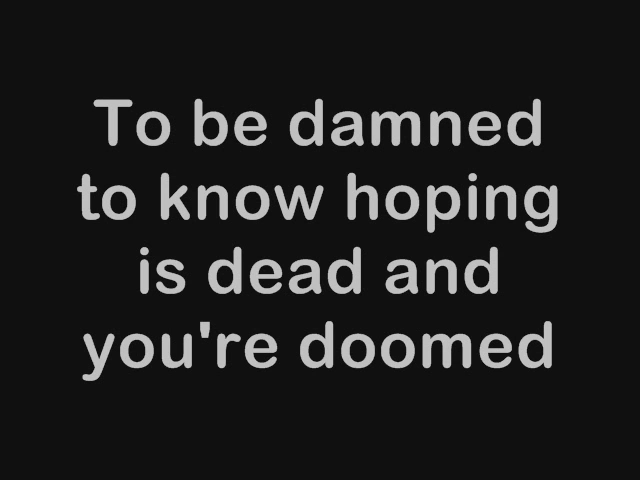 To be damned
to know hoping
is dead and
you're doomed